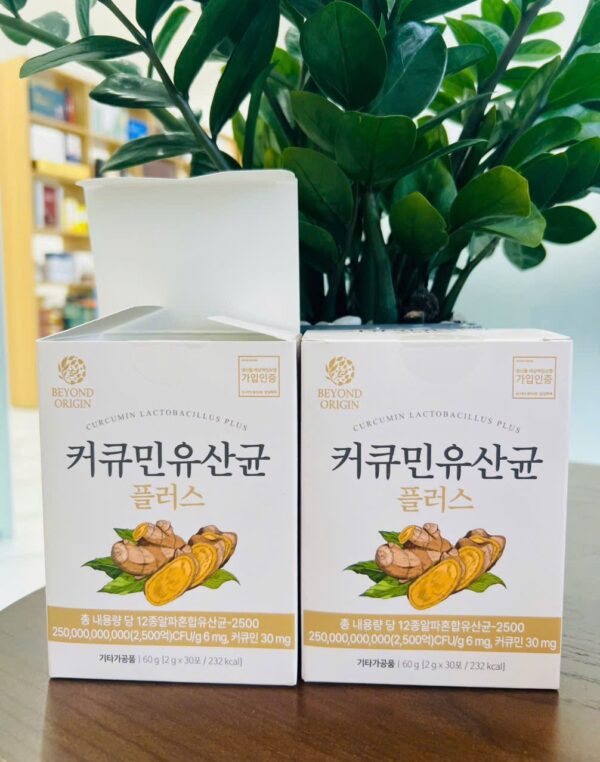 BEYOND
ORIGIN
가입인증
CURCUMIN LACTOBACILLUS PLUS
커큐민유산균
플러스
총 내용량 당 12종알파혼합유산균-2500
250,000,000,000(2,500억)CFU/g 6 mg, 커큐민 30 mg
기타가공품 | 60 g [2 g x 30포 / 232 kcal]
BEYOND
ORIGIN
가입인증
CURCUMIN LACTOBACILLUS PLUS
커큐민유산균
플러스
총 내용량 당 12종알파혼합유산균-2500
250,000,000,000(2,500억)CFU/g 6 mg, 커큐민 30 mg
기타가공품 | 60 g [2 g x 30포 / 232 kcal]